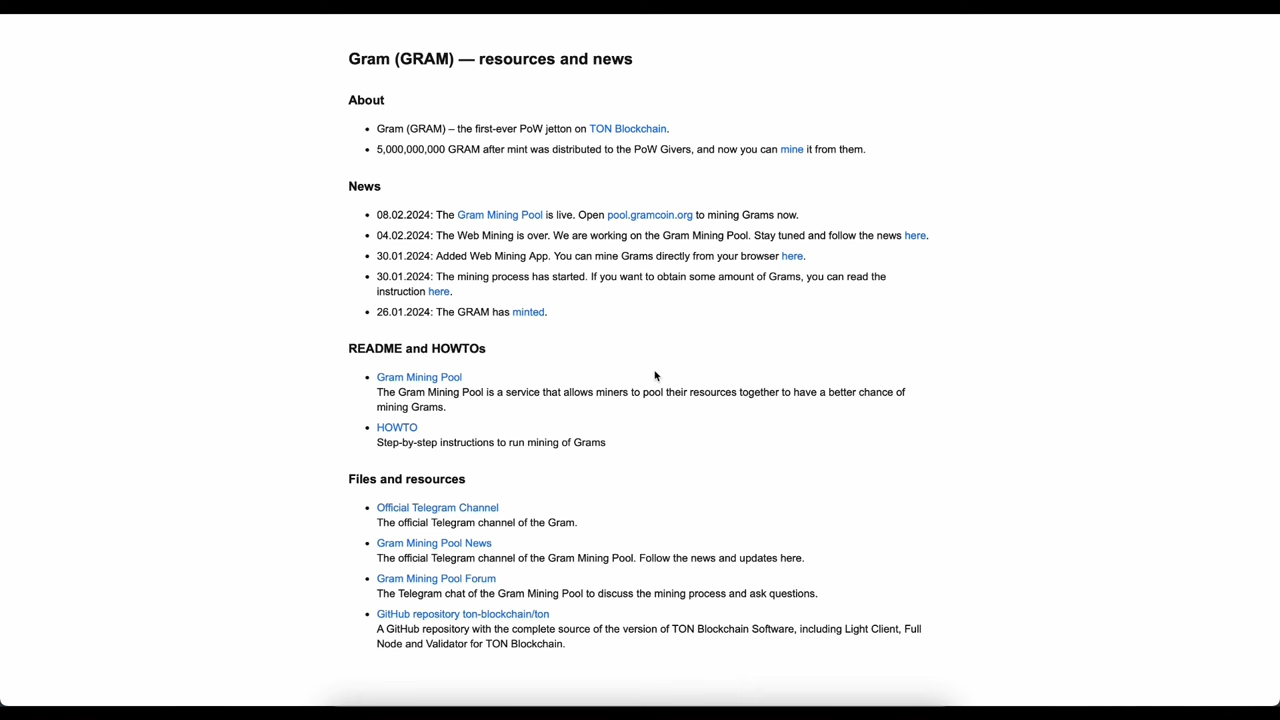 Gram (GRAM) — resources and news
About
Gram (GRAM) – the first-ever PoW jetton on TON Blockchain.
5,000,000,000 GRAM after mint was distributed to the PoW Givers, and now you can mine it from them.
News
08.02.2024: The Gram Mining Pool is live. Open pool.gramcoin.org to mining Grams now.
04.02.2024: The Web Mining is over. We are working on the Gram Mining Pool. Stay tuned and follow the news here.
30.01.2024: Added Web Mining App. You can mine Grams directly from your browser here.
30.01.2024: The mining process has started. If you want to obtain some amount of Grams, you can read the
instruction here.
26.01.2024: The GRAM has minted.
README and HOWTOs
Gram Mining Pool
The Gram Mining Pool is a service that allows miners to pool their resources together to have a better chance of
mining Grams.
HOWTO
Step-by-step instructions to run mining of Grams
Files and resources
Official Telegram Channel
The official Telegram channel of the Gram.
Gram Mining Pool News
The official Telegram channel of the Gram Mining Pool. Follow the news and updates here.
Gram Mining Pool Forum
The Telegram chat of the Gram Mining Pool to discuss the mining process and ask questions.
GitHub repository ton-blockchain/ton
A GitHub repository with the complete source of the version of TON Blockchain Software, including Light Client, Full
Node and Validator for TON Blockchain.